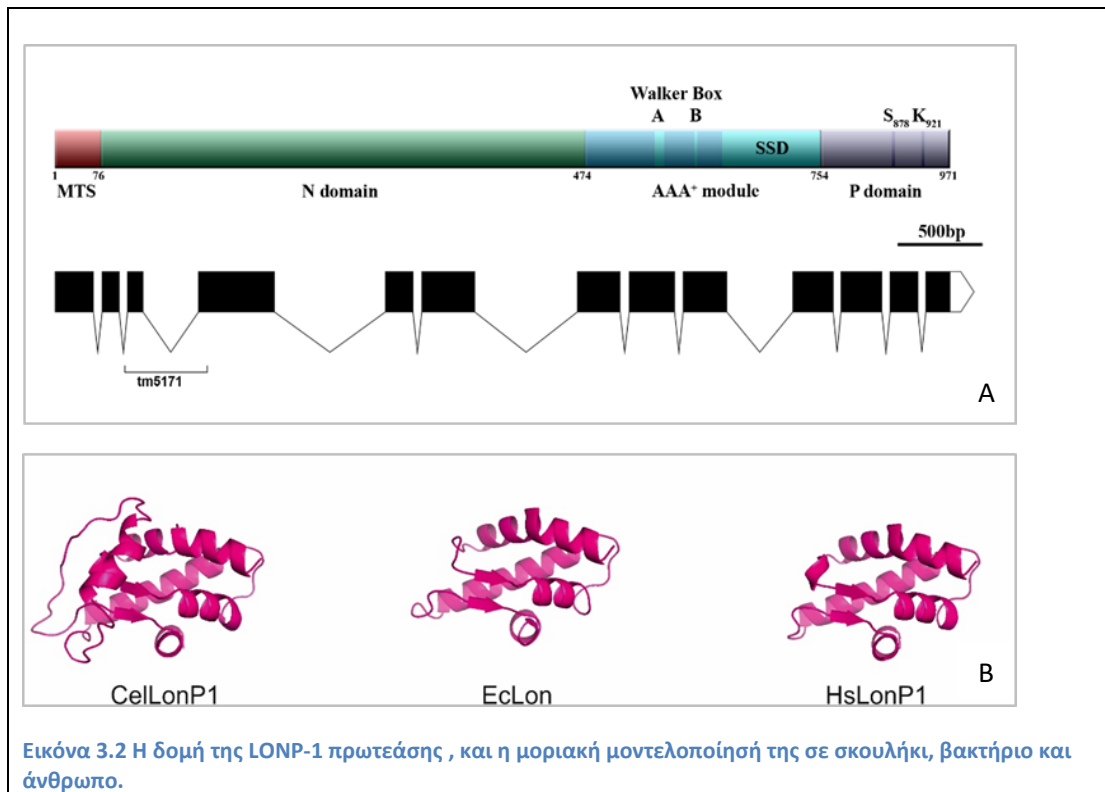 Walker Box
A B
S878 K921
SSD
1 76 474 754 971
MTS N domain AAA+ module P domain
500bp
tm5171
A
CelLonP1 EcLon HsLonP1
B
Εικόνα 3.2 Η δομή της LONP-1 πρωτεάσης , και η μοριακή μοντελοποίησή της σε σκουλήκι, βακτήριο και
άνθρωπο.